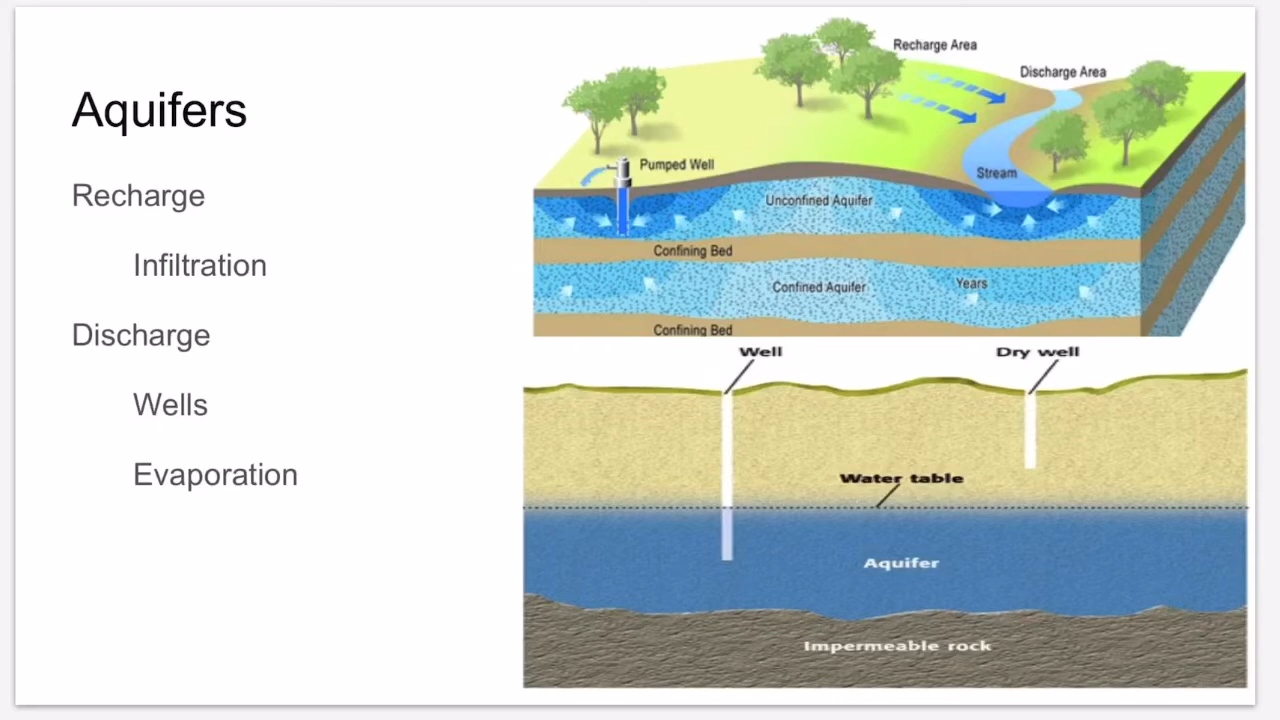 Aquifers
Recharge
Infiltration
Discharge
Wells
Evaporation
Recharge Area
Discharge Area
Pumped Well
Stream
Unconfined Aquifer
Confining Bed
Confined Aquifer
Years
Confining Bed
Well
Dry well
Water table
Aquifer
Impermeable rock